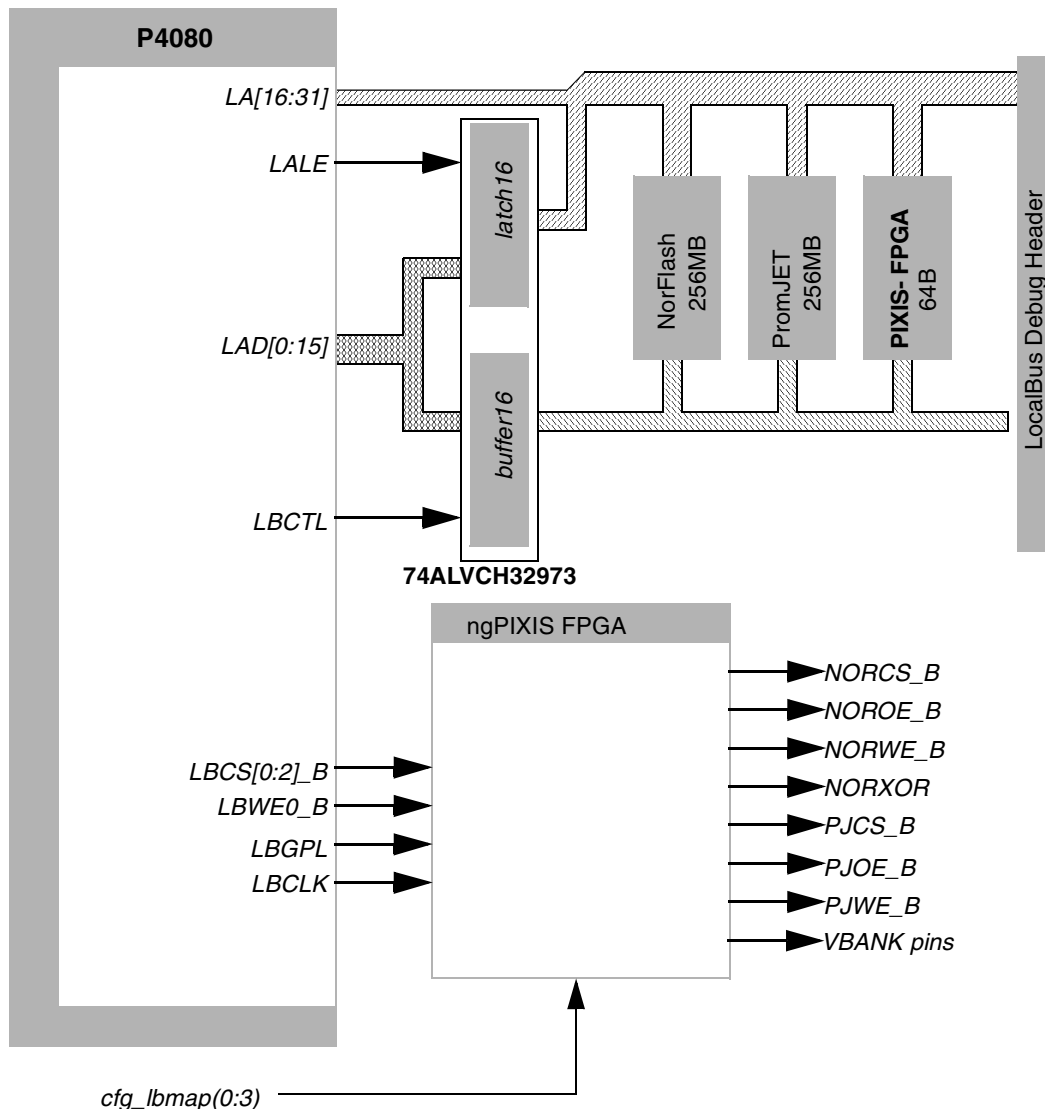 P4080
LA[16:31]
LALE
latch16
LAD[0:15]
buffer16
LBCTL
74ALVCH32973
NorFlash
256MB
PromJET
256MB
PIXIS- FPGA
64B
LocalBus Debug Header
ngPIXIS FPGA
LBCS[0:2]_B
LBWE0_B
LBGPL
LBCLK
NORCS_B
NOROE_B
NORWE_B
NORXOR
PJCS_B
PJOE_B
PJWE_B
VBANK pins
cfg_lbmap(0:3)